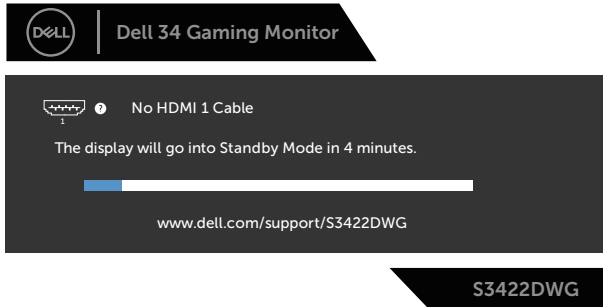 DELL
Dell 34 Gaming Monitor
? No HDMI 1 Cable
1
The display will go into Standby Mode in 4 minutes.
www.dell.com/support/S3422DWG
S3422DWG